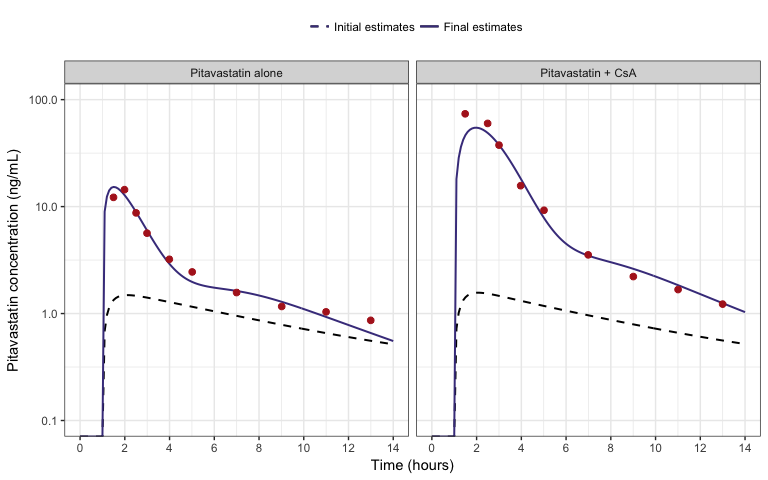 Initial estimates Final estimates
Pitavastatin alone Pitavastatin + CsA
Pitavastatin concentration (ng/mL)
100.0
10.0
1.0
0.1
0 2 4 6 8 10 12 14 0 2 4 6 8 10 12 14
Time (hours)